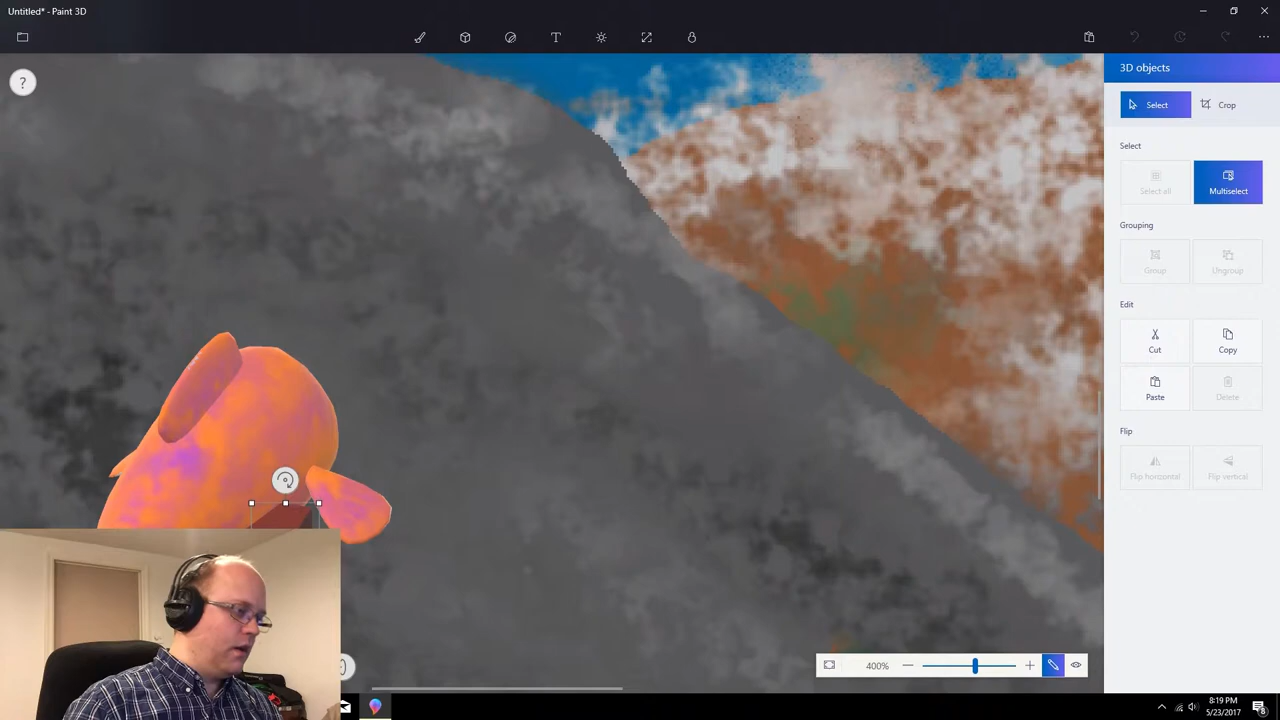 Untitled* - Paint 3D
?
3D objects
Select
Crop
Select
Select all
Multiselect
Grouping
Group
Ungroup
Edit
Cut
Copy
Paste
Delete
Flip
Flip horizontal
Flip vertical
400%
8:19 PM
5/23/2017
8